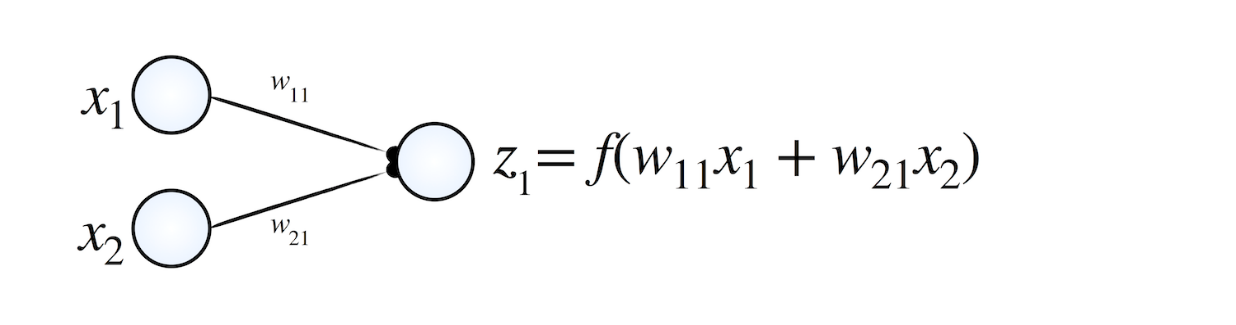 w₁₁
x₁
z₁ = f(w₁₁x₁ + w₂₁x₂)
x₂
w₂₁